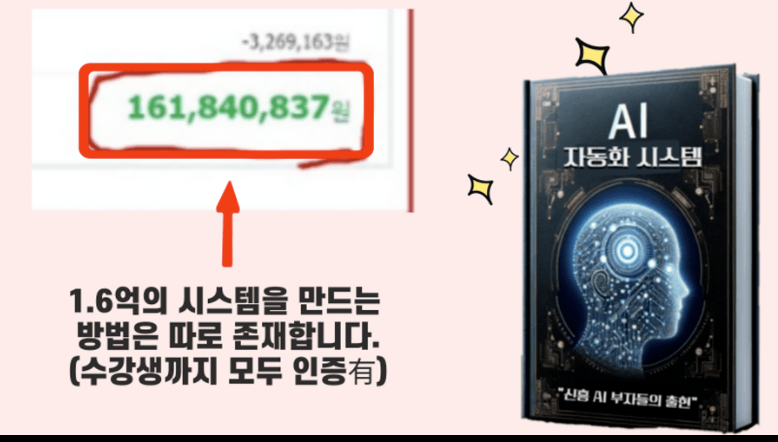 -3,269,163원
161,840,837원
1.6억의 시스템을 만드는
방법은 따로 존재합니다.
(수강생까지 모두 인증有)
AI
자동화 시스템
"신흥 AI 부자들의 출현"